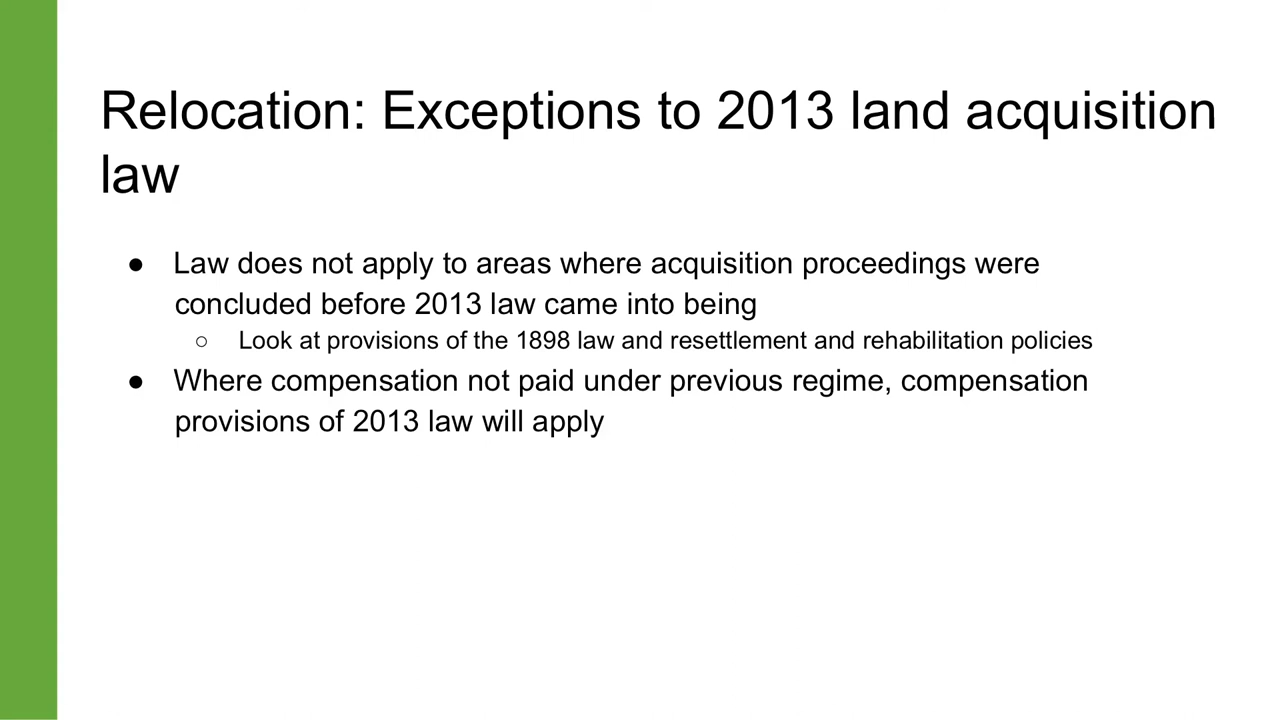 Relocation: Exceptions to 2013 land acquisition
law
● Law does not apply to areas where acquisition proceedings were
concluded before 2013 law came into being
○ Look at provisions of the 1898 law and resettlement and rehabilitation policies
● Where compensation not paid under previous regime, compensation
provisions of 2013 law will apply